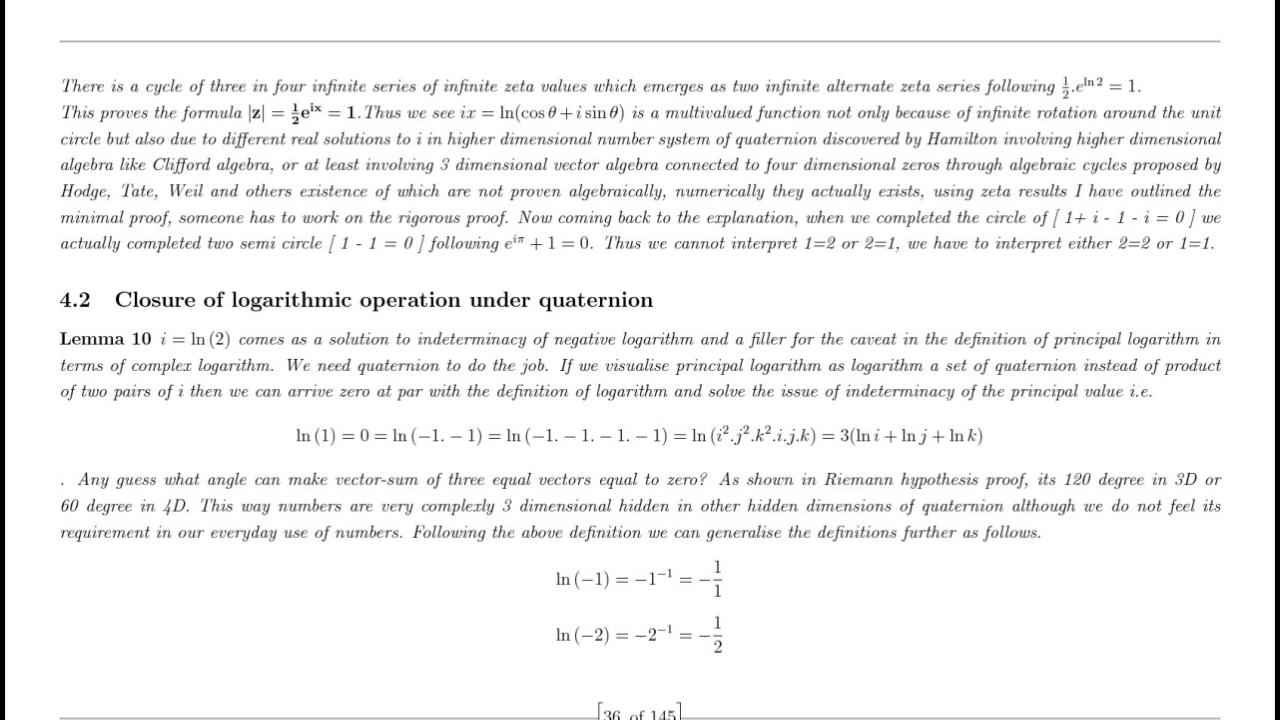 There is a cycle of three in four infinite series of infinite zeta values which emerges as two infinite alternate zeta series following ½.e^{ln 2} = 1.
This proves the formula |z| = ½e^{ix} = 1. Thus we see ix = ln(cos θ + i sin θ) is a multivalued function not only because of infinite rotation around the unit
circle but also due to different real solutions to i in higher dimensional number system of quaternion discovered by Hamilton involving higher dimensional
algebra like Clifford algebra, or at least involving 3 dimensional vector algebra connected to four dimensional zeros through algebraic cycles proposed by
Hodge, Tate, Weil and others existence of which are not proven algebraically, numerically they actually exists, using zeta results I have outlined the
minimal proof, someone has to work on the rigorous proof. Now coming back to the explanation, when we completed the circle of [ 1+ i - 1 - i = 0 ] we
actually completed two semi circle [ 1 - 1 = 0 ] following e^{iπ} + 1 = 0. Thus we cannot interpret 1=2 or 2=1, we have to interpret either 2=2 or 1=1.
4.2 Closure of logarithmic operation under quaternion
Lemma 10 i = ln (2) comes as a solution to indeterminacy of negative logarithm and a filler for the caveat in the definition of principal logarithm in
terms of complex logarithm. We need quaternion to do the job. If we visualise principal logarithm as logarithm a set of quaternion instead of product
of two pairs of i then we can arrive zero at par with the definition of logarithm and solve the issue of indeterminacy of the principal value i.e.
ln (1) = 0 = ln (−1. − 1) = ln (−1. − 1. − 1. − 1) = ln (i².j².k².i.j.k) = 3(ln i + ln j + ln k)
. Any guess what angle can make vector-sum of three equal vectors equal to zero? As shown in Riemann hypothesis proof, its 120 degree in 3D or
60 degree in 4D. This way numbers are very complexly 3 dimensional hidden in other hidden dimensions of quaternion although we do not feel its
requirement in our everyday use of numbers. Following the above definition we can generalise the definitions further as follows.
ln (−1) = −1⁻¹ = −1/1
ln (−2) = −2⁻¹ = −1/2
[36 of 145]